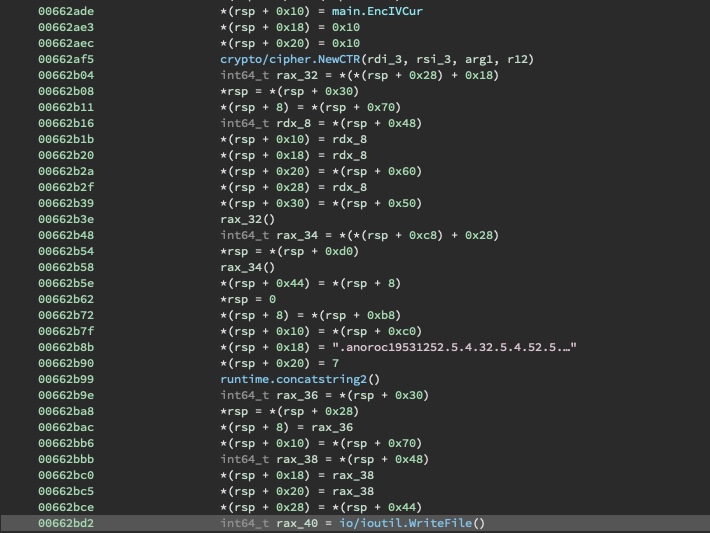 00662ade *(rsp + 0x10) = main.EncIVCur
00662ae3 *(rsp + 0x18) = 0x10
00662aec *(rsp + 0x20) = 0x10
00662af5 crypto/cipher.NewCTR(rdi_3, rsi_3, arg1, r12)
00662b04 int64_t rax_32 = *(*(rsp + 0x28) + 0x18)
00662b08 *rsp = *(rsp + 0x30)
00662b11 *(rsp + 8) = *(rsp + 0x70)
00662b16 int64_t rdx_8 = *(rsp + 0x48)
00662b1b *(rsp + 0x10) = rdx_8
00662b20 *(rsp + 0x18) = rdx_8
00662b2a *(rsp + 0x20) = *(rsp + 0x60)
00662b2f *(rsp + 0x28) = rdx_8
00662b39 *(rsp + 0x30) = *(rsp + 0x50)
00662b3e rax_32()
00662b48 int64_t rax_34 = *(*(rsp + 0xc8) + 0x28)
00662b54 *rsp = *(rsp + 0xd0)
00662b58 rax_34()
00662b5e *(rsp + 0x44) = *(rsp + 8)
00662b62 *rsp = 0
00662b72 *(rsp + 8) = *(rsp + 0xb8)
00662b7f *(rsp + 0x10) = *(rsp + 0xc0)
00662b8b *(rsp + 0x18) = ".anoroc19531252.5.4.32.5.4.52.5.…"
00662b90 *(rsp + 0x20) = 7
00662b99 runtime.concatstring2()
00662b9e int64_t rax_36 = *(rsp + 0x30)
00662ba8 *rsp = *(rsp + 0x28)
00662bac *(rsp + 8) = rax_36
00662bb6 *(rsp + 0x10) = *(rsp + 0x70)
00662bbb int64_t rax_38 = *(rsp + 0x48)
00662bc0 *(rsp + 0x18) = rax_38
00662bc5 *(rsp + 0x20) = rax_38
00662bce *(rsp + 0x28) = *(rsp + 0x44)
00662bd2 int64_t rax_40 = io/ioutil.WriteFile()